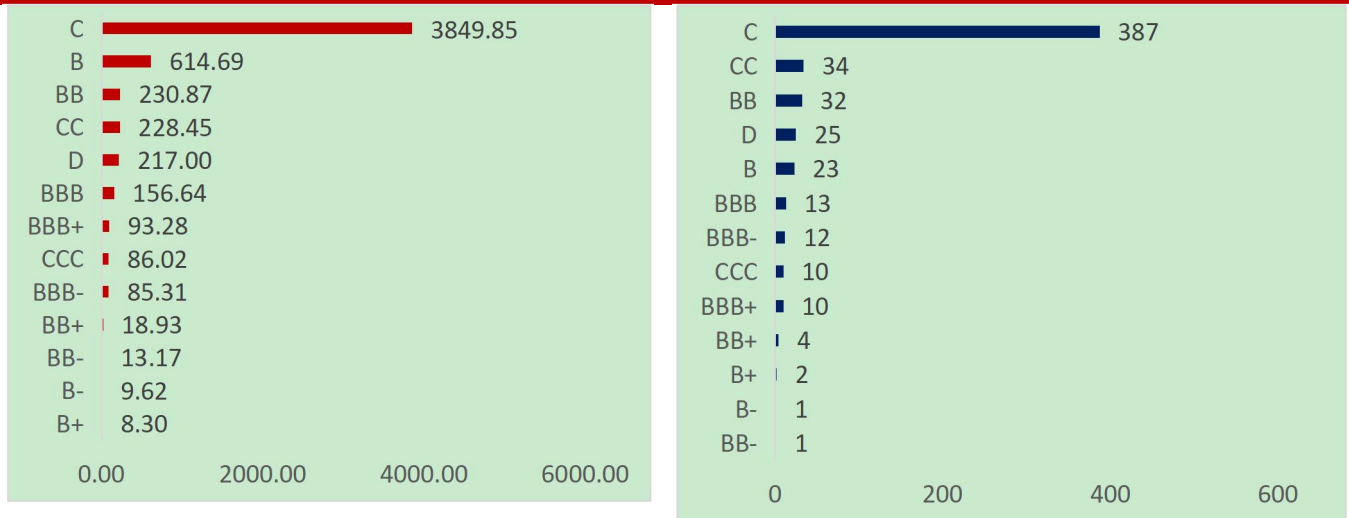 C 3849.85
B 614.69
BB 230.87
CC 228.45
D 217.00
BBB 156.64
BBB+ 93.28
CCC 86.02
BBB- 85.31
BB+ 18.93
BB- 13.17
B- 9.62
B+ 8.30
0.00 2000.00 4000.00 6000.00
C 387
CC 34
BB 32
D 25
B 23
BBB 13
BBB- 12
CCC 10
BBB+ 10
BB+ 4
B+ 2
B- 1
BB- 1
0 200 400 600